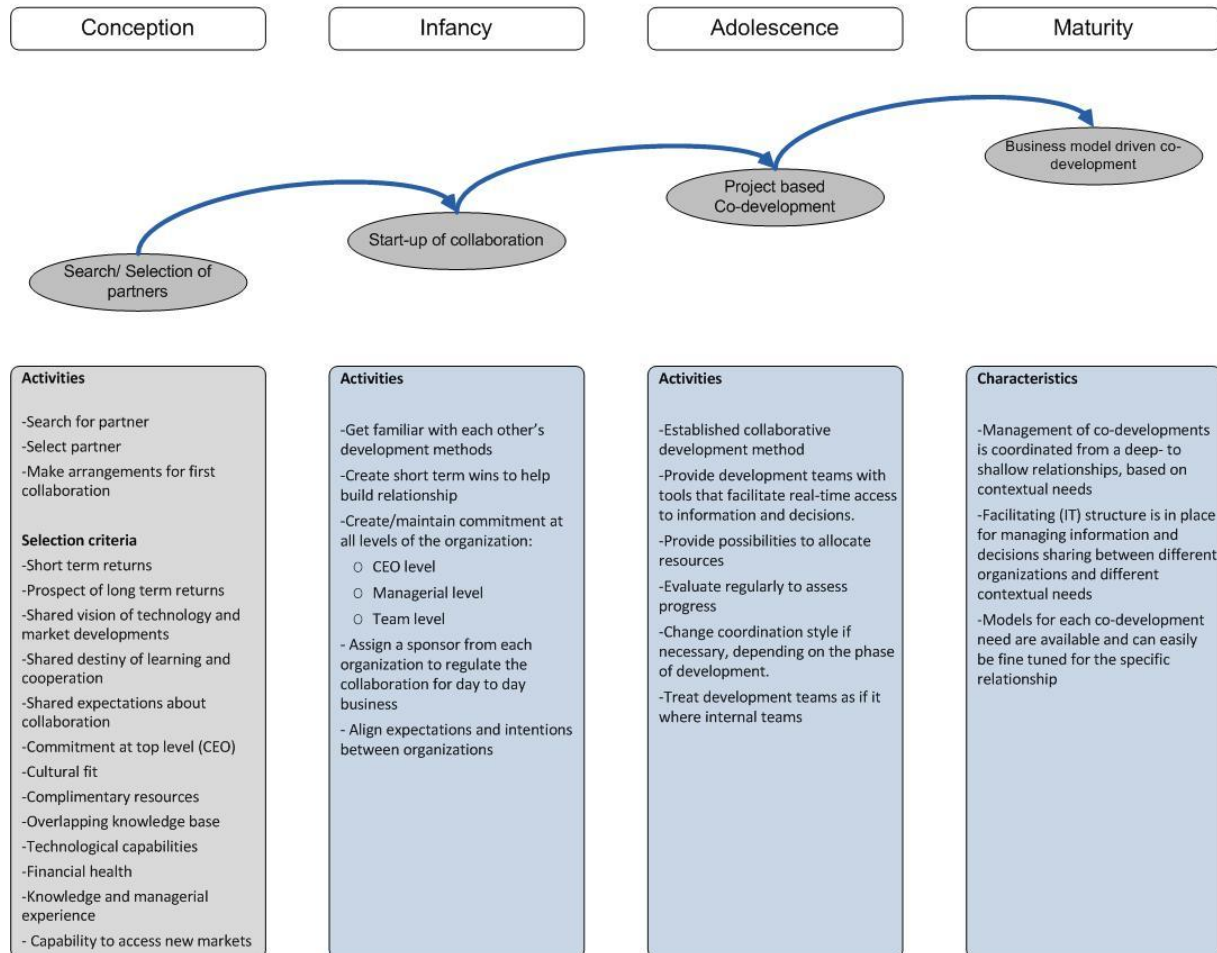 Conception
Infancy
Adolescence
Maturity
Search/ Selection of
partners
Start-up of collaboration
Project based
Co-development
Business model driven co-
development
Activities
-Search for partner
-Select partner
-Make arrangements for first
collaboration
Selection criteria
-Short term returns
-Prospect of long term returns
-Shared vision of technology and
market developments
-Shared destiny of learning and
cooperation
-Shared expectations about
collaboration
-Commitment at top level (CEO)
-Cultural fit
-Complimentary resources
-Overlapping knowledge base
-Technological capabilities
-Financial health
-Knowledge and managerial
experience
- Capability to access new markets
Activities
-Get familiar with each other’s
development methods
-Create short term wins to help
build relationship
-Create/maintain commitment at
all levels of the organization:
O CEO level
O Managerial level
O Team level
- Assign a sponsor from each
organization to regulate the
collaboration for day to day
business
- Align expectations and intentions
between organizations
Activities
-Established collaborative
development method
-Provide development teams with
tools that facilitate real-time access
to information and decisions.
-Provide possibilities to allocate
resources
-Evaluate regularly to assess
progress
-Change coordination style if
necessary, depending on the phase
of development.
-Treat development teams as if it
where internal teams
Characteristics
-Management of co-developments
is coordinated from a deep- to
shallow relationships, based on
contextual needs
-Facilitating (IT) structure is in place
for managing information and
decisions sharing between different
organizations and different
contextual needs
-Models for each co-development
need are available and can easily
be fine tuned for the specific
relationship